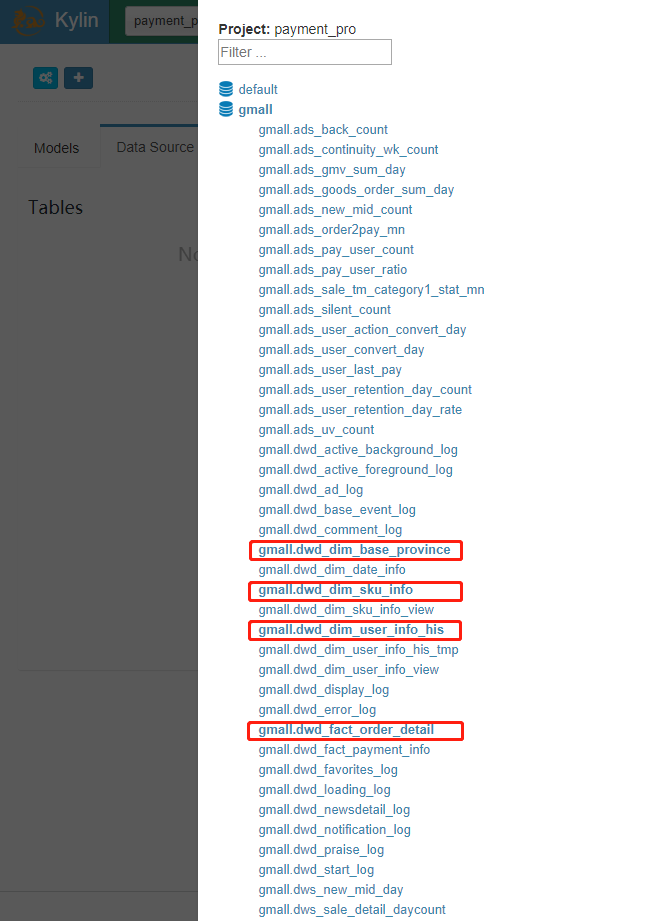 Kylin
payment_p
Models
Data Source
Tables
No
Project: payment_pro
Filter ...
default
gmall
gmall.ads_back_count
gmall.ads_continuity_wk_count
gmall.ads_gmv_sum_day
gmall.ads_goods_order_sum_day
gmall.ads_new_mid_count
gmall.ads_order2pay_mn
gmall.ads_pay_user_count
gmall.ads_pay_user_ratio
gmall.ads_sale_tm_category1_stat_mn
gmall.ads_silent_count
gmall.ads_user_action_convert_day
gmall.ads_user_convert_day
gmall.ads_user_last_pay
gmall.ads_user_retention_day_count
gmall.ads_user_retention_day_rate
gmall.ads_uv_count
gmall.dwd_active_background_log
gmall.dwd_active_foreground_log
gmall.dwd_ad_log
gmall.dwd_base_event_log
gmall.dwd_comment_log
gmall.dwd_dim_base_province
gmall.dwd_dim_date_info
gmall.dwd_dim_sku_info
gmall.dwd_dim_sku_info_view
gmall.dwd_dim_user_info_his
gmall.dwd_dim_user_info_his_tmp
gmall.dwd_dim_user_info_view
gmall.dwd_display_log
gmall.dwd_error_log
gmall.dwd_fact_order_detail
gmall.dwd_fact_payment_info
gmall.dwd_favorites_log
gmall.dwd_loading_log
gmall.dwd_newsdetail_log
gmall.dwd_notification_log
gmall.dwd_praise_log
gmall.dwd_start_log
gmall.dws_new_mid_day
gmall.dws_sale_detail_daycount